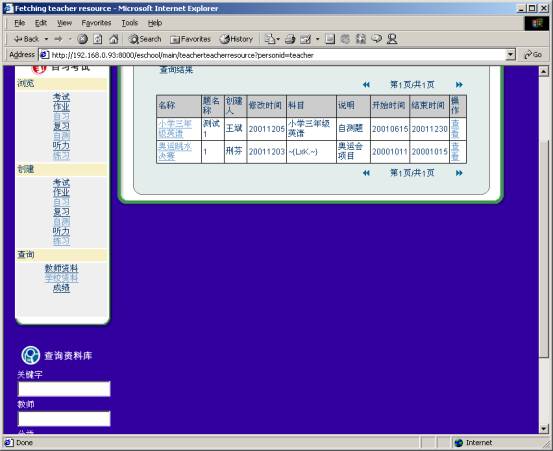 Fetching teacher resource - Microsoft Internet Explorer
File Edit View Favorites Tools Help
Back Search Favorites History
Address http://192.168.0.93:8000/eschool/main/teacherteacherresource?personid=teacher Go
自习考试
浏览
考试
作业
自习
复习
自测
听力
练习
创建
考试
作业
自习
复习
自测
听力
练习
查询
教师资料
学校资料
成绩
查询资料库
关键字
教师
查询结果
第1页/共1页
名称 题名称 创建人 修改时间 科目 说明 开始时间 结束时间 操作
小学三年级英语 测试1 王斌 20011205 小学三年级英语 自测题 20010615 20011230 查看
奥运跳水决赛 1 邢芬 20011203 ~{LxK.~} 奥运会项目 20001011 20001015 查看
第1页/共1页
Done Internet